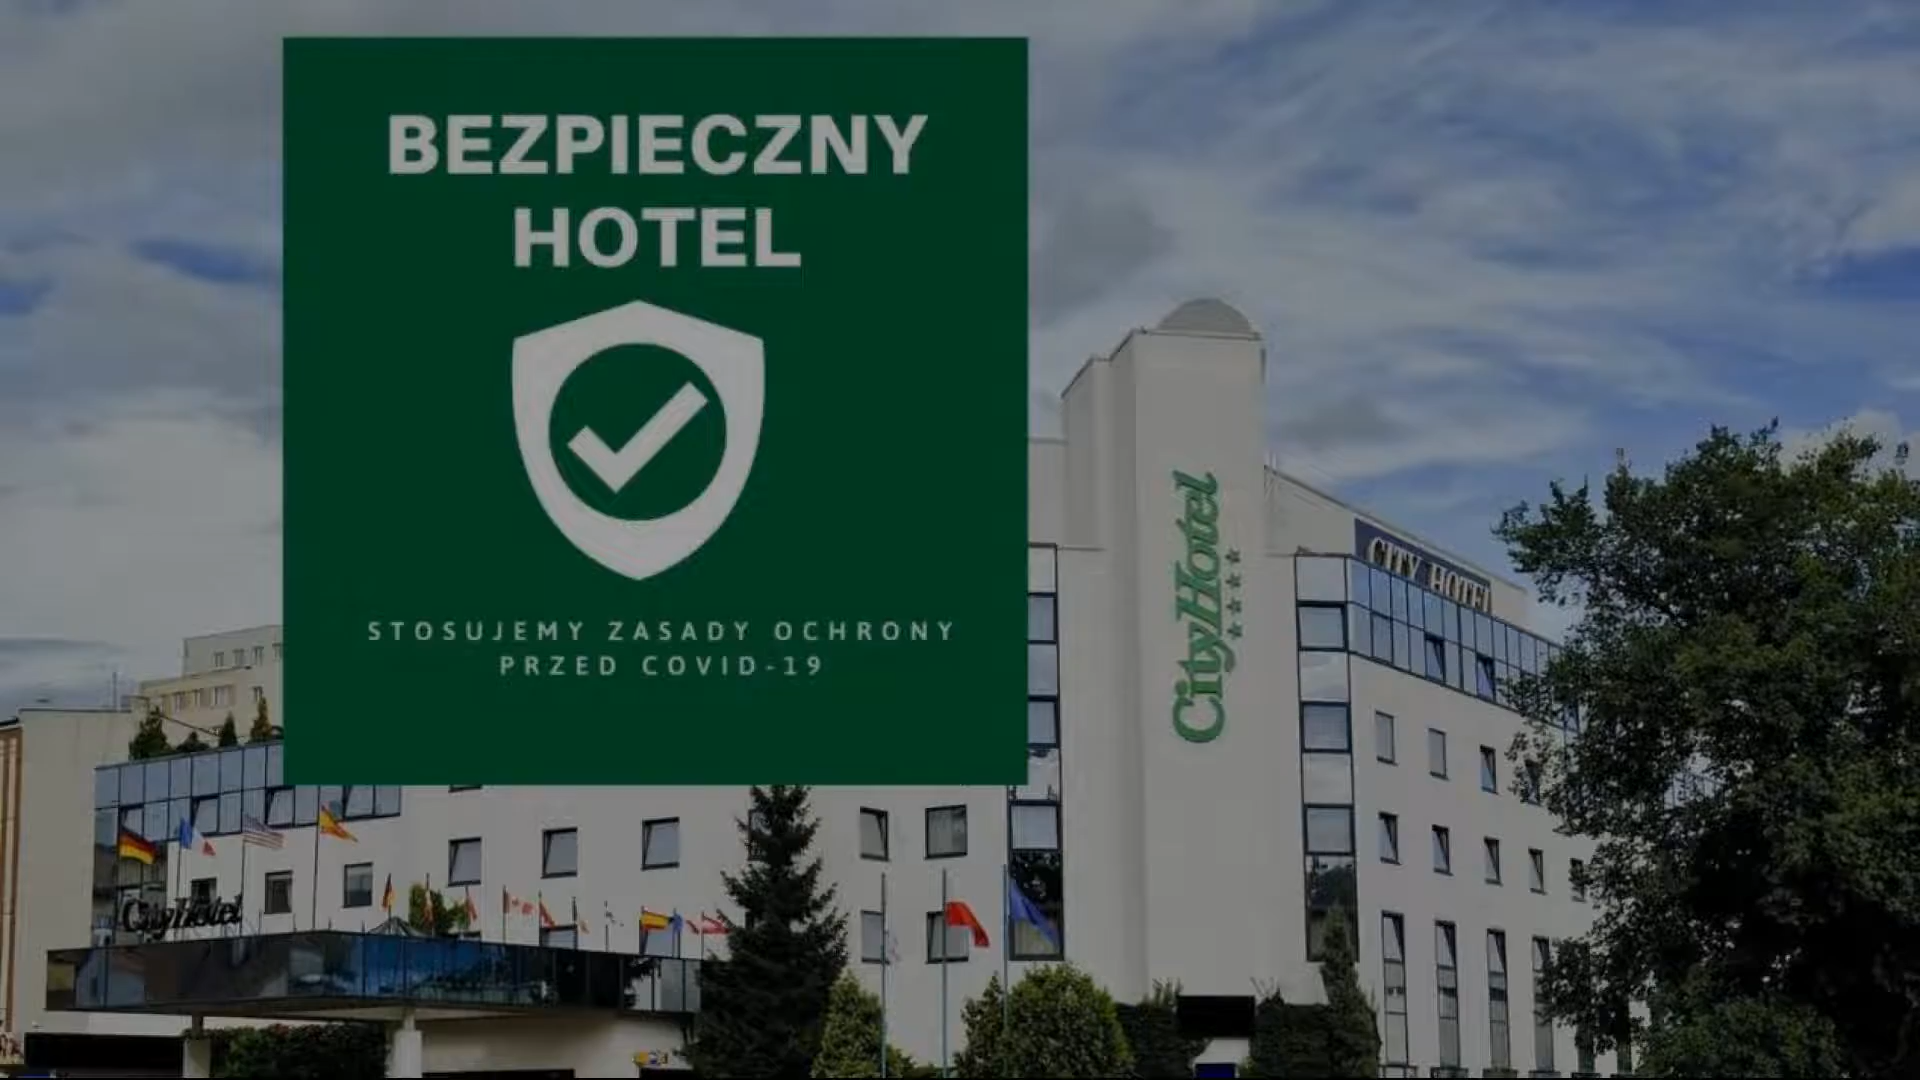 BEZPIECZNY
HOTEL
STOSUJEMY ZASADY OCHRONY
PRZED COVID-19
CityHotel
CITY HOTEL
CityHotel